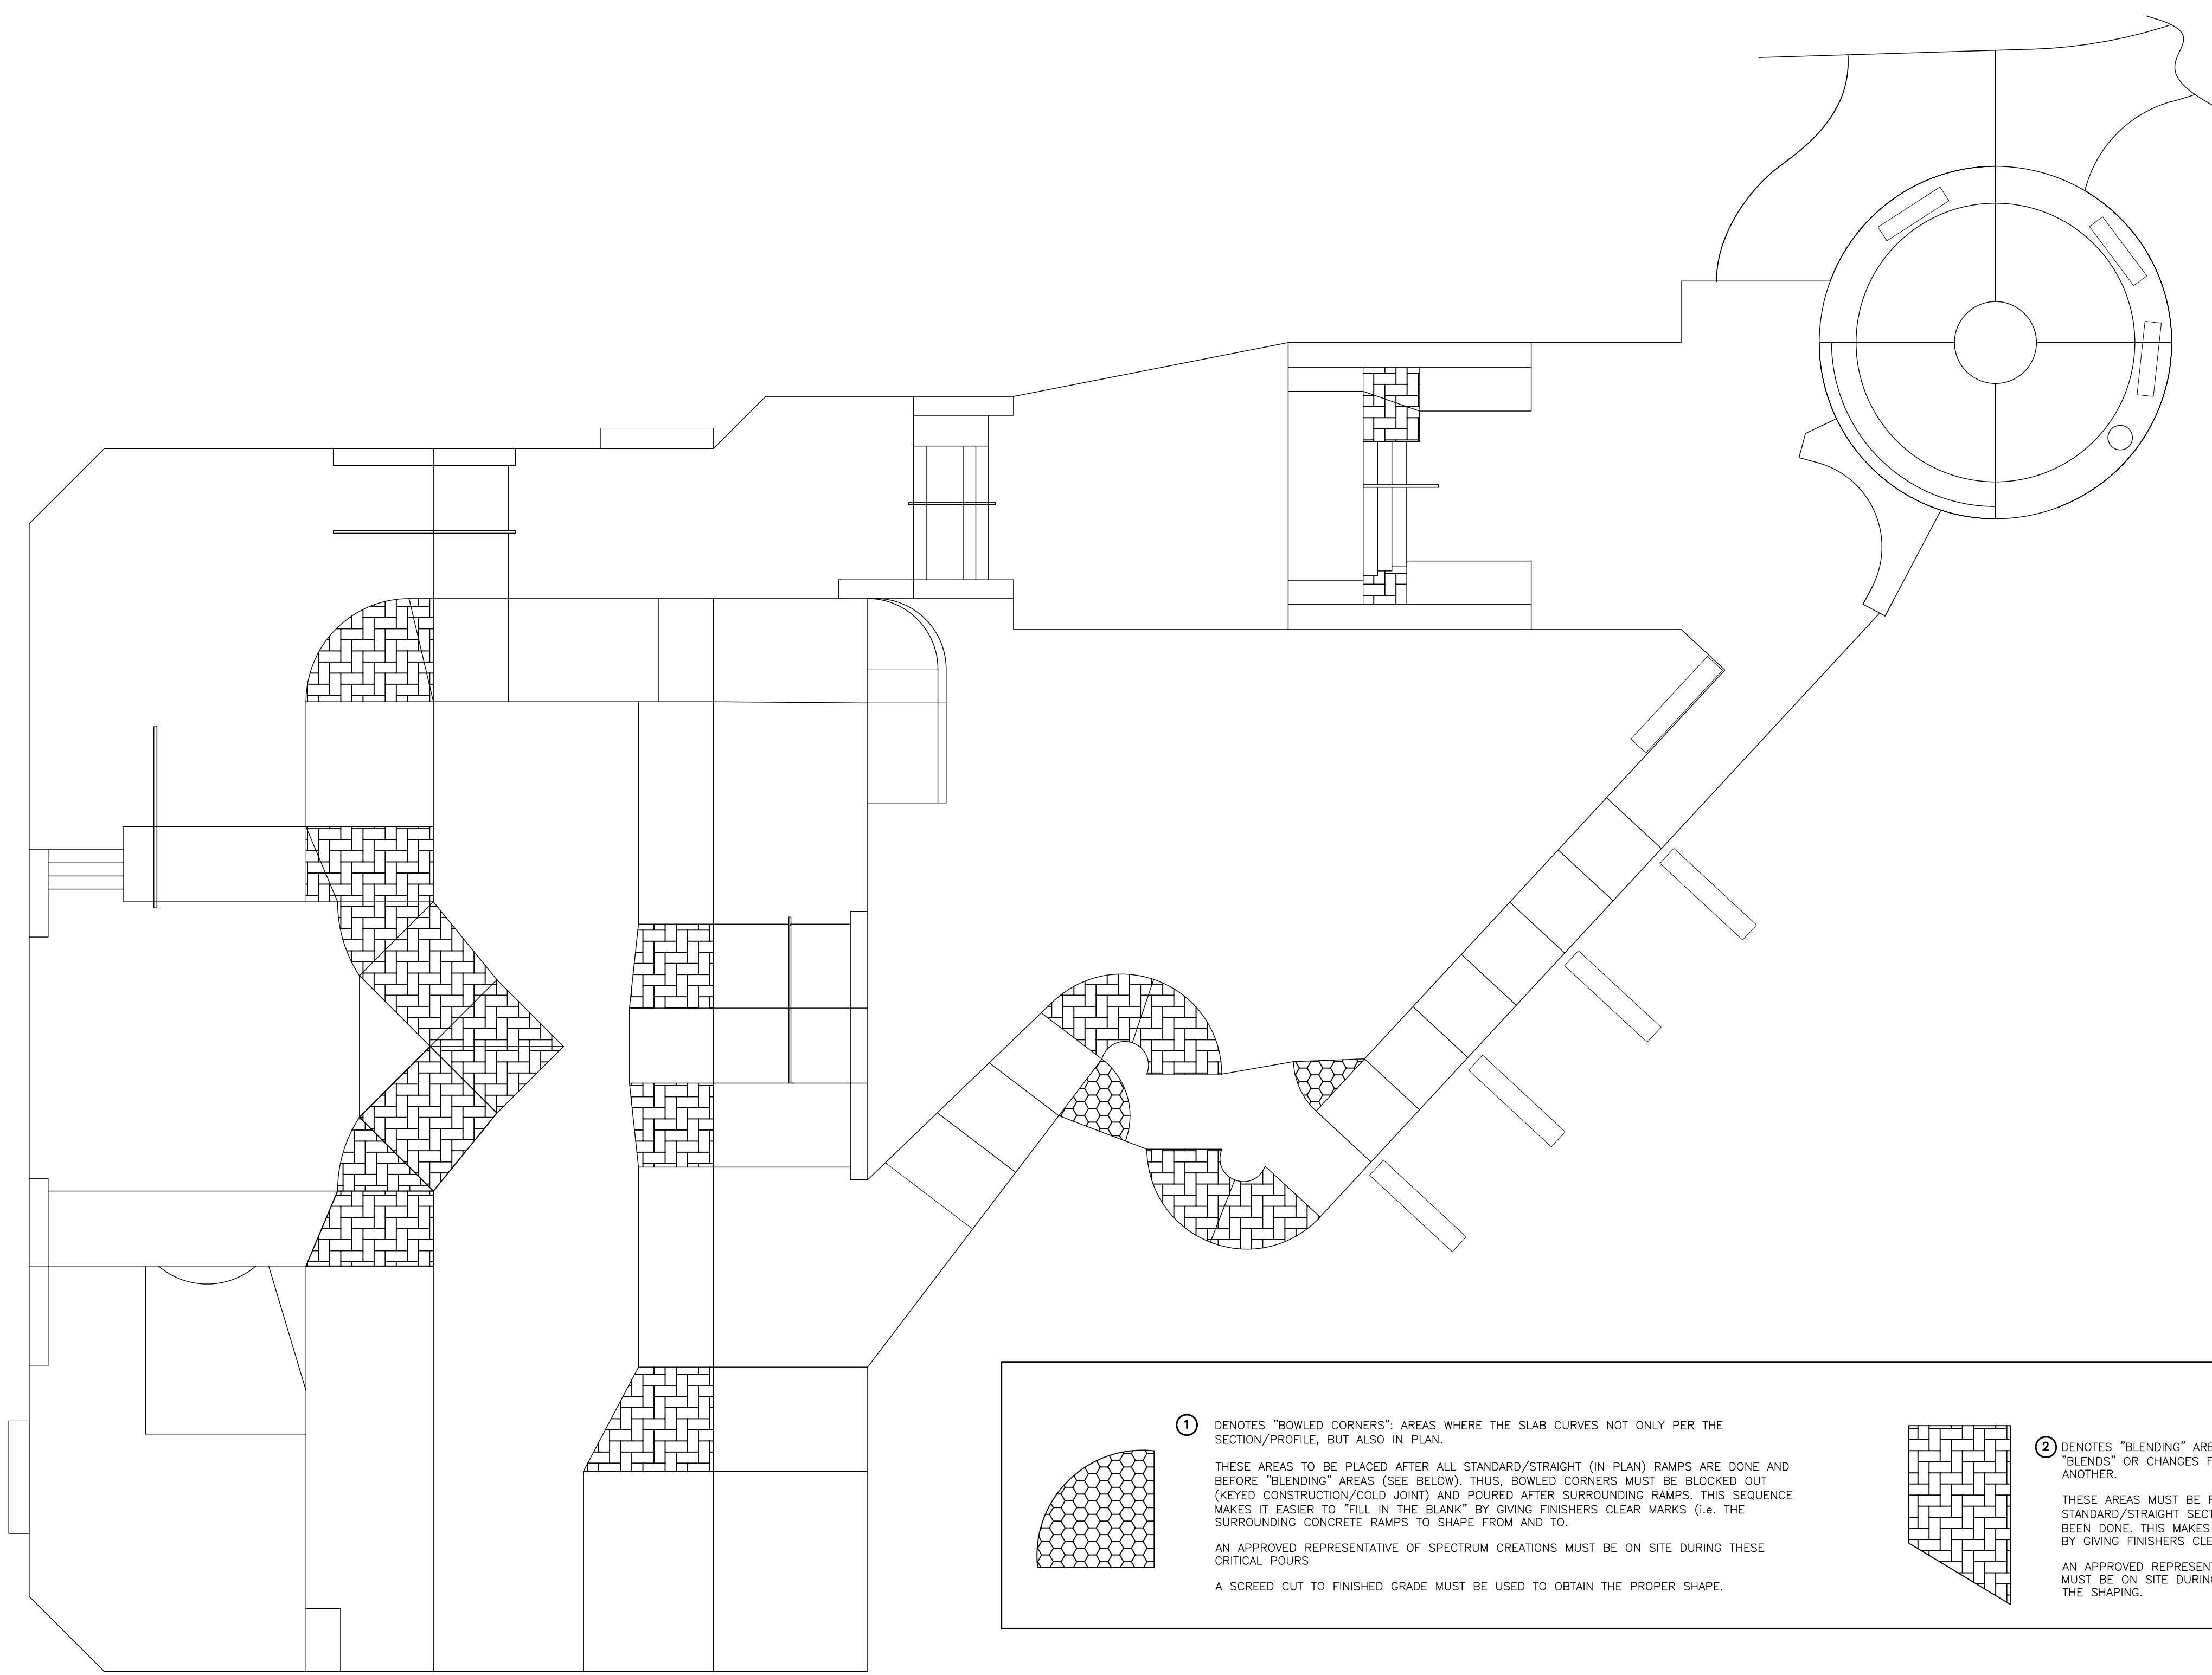 1
DENOTES "BOWLED CORNERS": AREAS WHERE THE SLAB CURVES NOT ONLY PER THE
SECTION/PROFILE, BUT ALSO IN PLAN.
THESE AREAS TO BE PLACED AFTER ALL STANDARD/STRAIGHT (IN PLAN) RAMPS ARE DONE AND
BEFORE "BLENDING" AREAS (SEE BELOW). THUS, BOWLED CORNERS MUST BE BLOCKED OUT
(KEYED CONSTRUCTION/COLD JOINT) AND POURED AFTER SURROUNDING RAMPS. THIS SEQUENCE
MAKES IT EASIER TO "FILL IN THE BLANK" BY GIVING FINISHERS CLEAR MARKS (i.e. THE
SURROUNDING CONCRETE RAMPS TO SHAPE FROM AND TO.
AN APPROVED REPRESENTATIVE OF SPECTRUM CREATIONS MUST BE ON SITE DURING THESE
CRITICAL POURS
A SCREED CUT TO FINISHED GRADE MUST BE USED TO OBTAIN THE PROPER SHAPE.
2
DENOTES "BLENDING"
"BLENDS" OR CHANGES
ANOTHER.
THESE AREAS MUST BE
STANDARD/STRAIGHT
BEEN DONE. THIS MAKES
BY GIVING FINISHERS
AN APPROVED
MUST BE ON SITE
THE SHAPING.